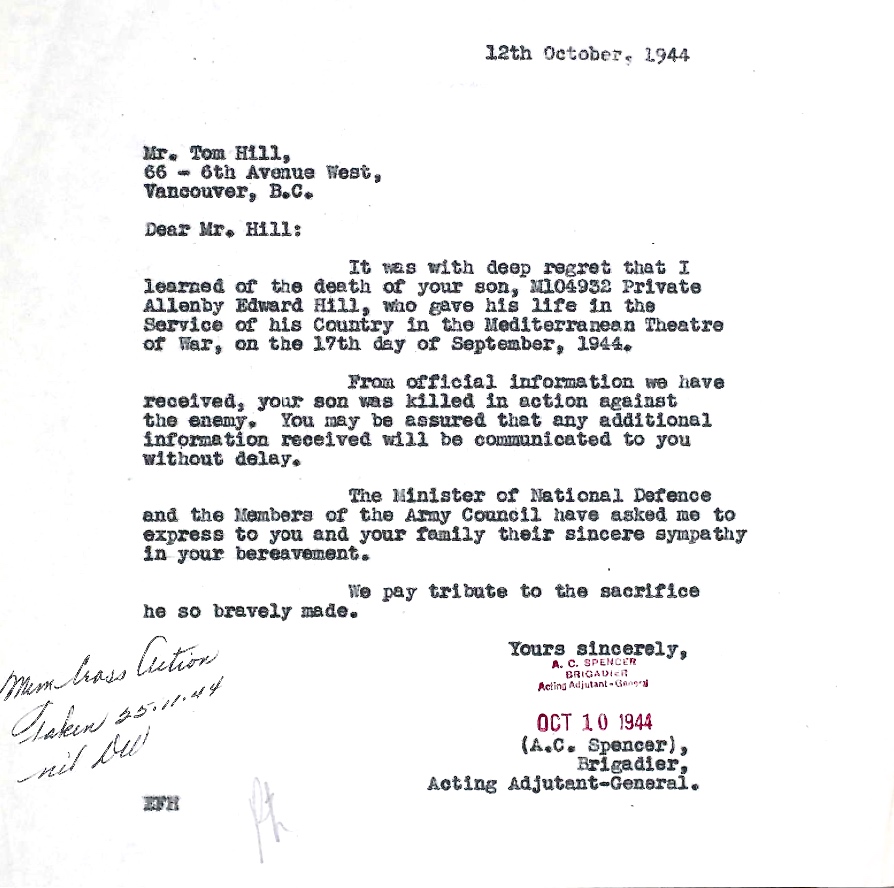 12th October, 1944
Mr. Tom Hill,
66 - 6th Avenue West,
Vancouver, B.C.
Dear Mr. Hill:
It was with deep regret that I
learned of the death of your son, M104932 Private
Allenby Edward Hill, who gave his life in the
Service of his Country in the Mediterranean Theatre
of War, on the 17th day of September, 1944.
From official information we have
received, your son was killed in action against
the enemy. You may be assured that any additional
information received will be communicated to you
without delay.
The Minister of National Defence
and the Members of the Army Council have asked me to
express to you and your family their sincere sympathy
in your bereavement.
We pay tribute to the sacrifice
he so bravely made.
Yours sincerely,
A. C. SPENCER
BRIGADIER
Acting Adjutant-General
OCT 10 1944
(A.C. Spencer),
Brigadier,
Acting Adjutant-General.
Mem Cross Action
Taken 25.11.44
nil DW
EFH